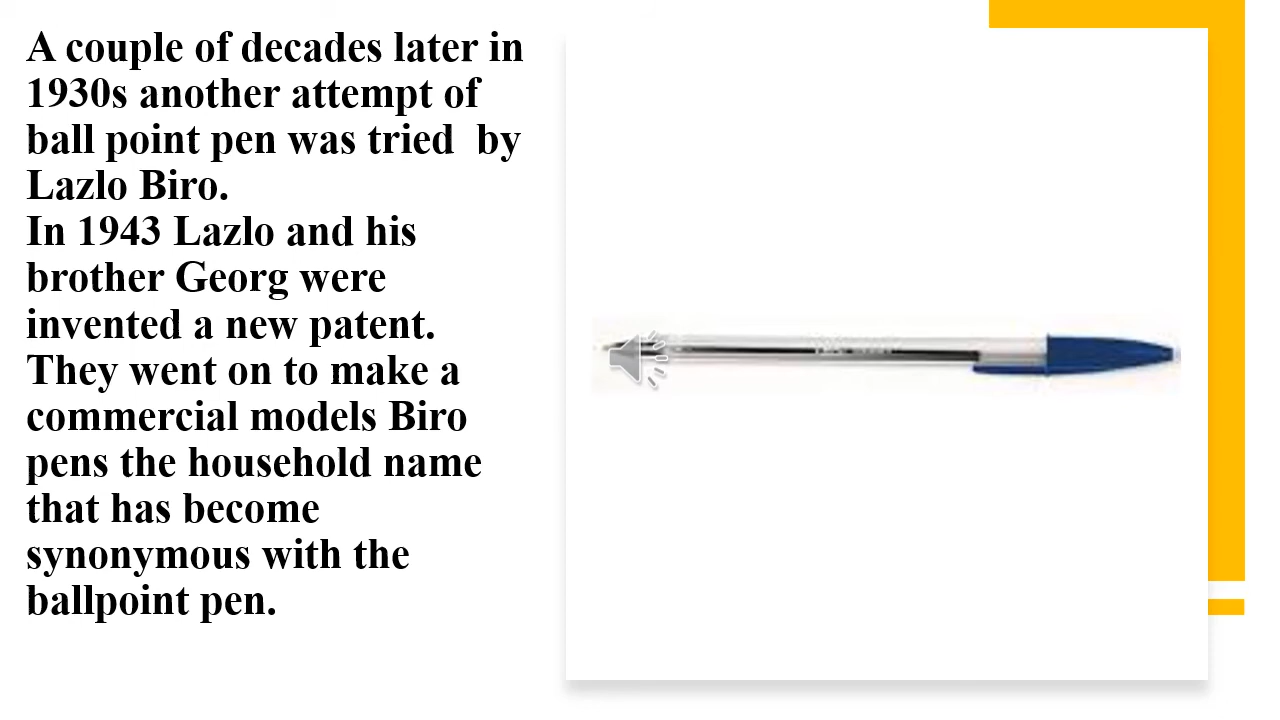 A couple of decades later in
1930s another attempt of
ball point pen was tried  by
Lazlo Biro.
In 1943 Lazlo and his
brother Georg were
invented a new patent.
They went on to make a
commercial models Biro
pens the household name
that has become
synonymous with the
ballpoint pen.